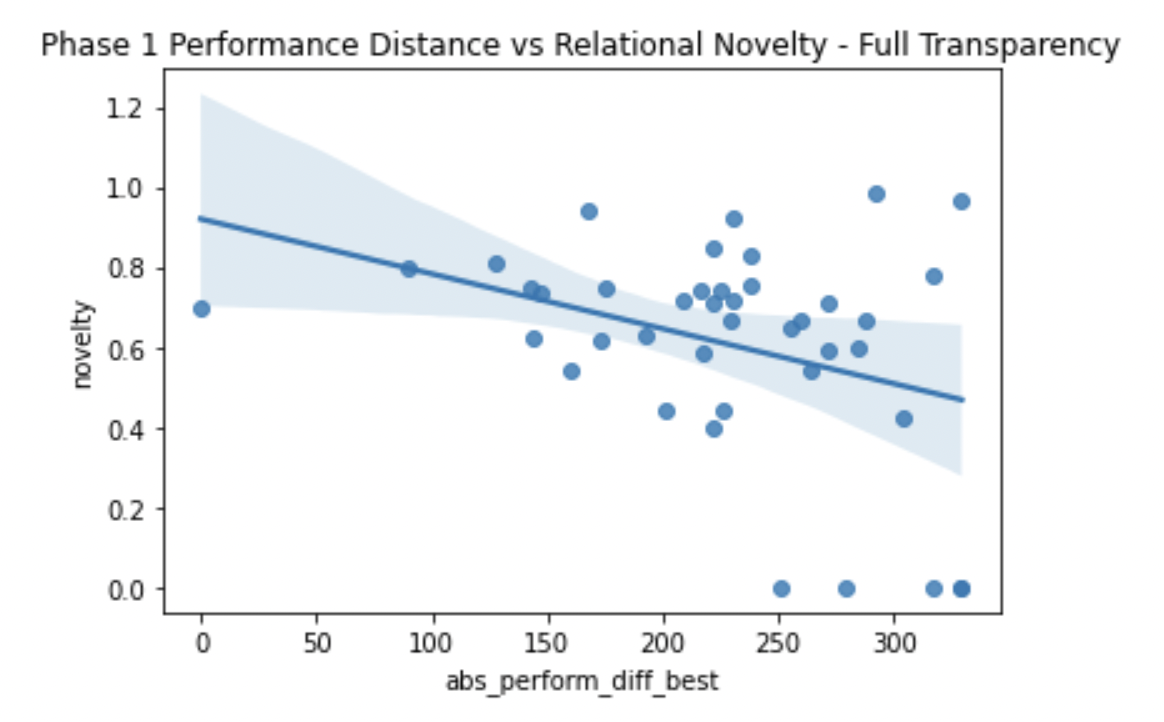 Phase 1 Performance Distance vs Relational Novelty - Full Transparency
1.2
1.0
0.8
0.6
0.4
0.2
0.0
novelty
0 50 100 150 200 250 300
abs_perform_diff_best